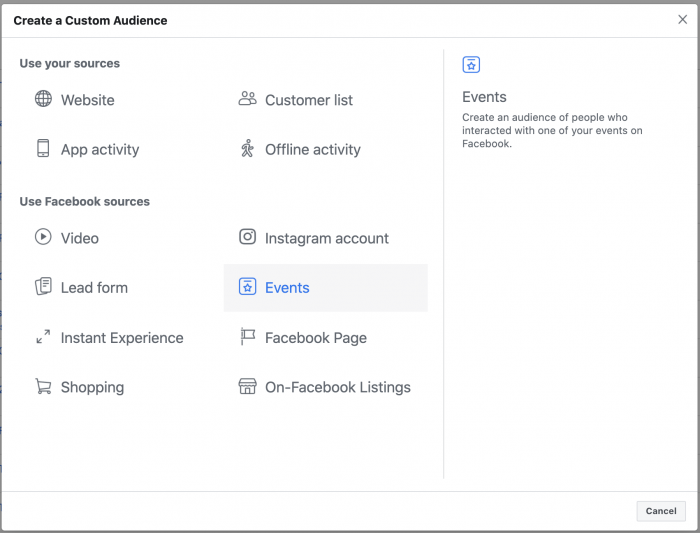 Create a Custom Audience
Use your sources
Website
Customer list
App activity
Offline activity
Use Facebook sources
Video
Instagram account
Lead form
Events
Instant Experience
Facebook Page
Shopping
On-Facebook Listings
Events
Create an audience of people who
interacted with one of your events on
Facebook.
Cancel